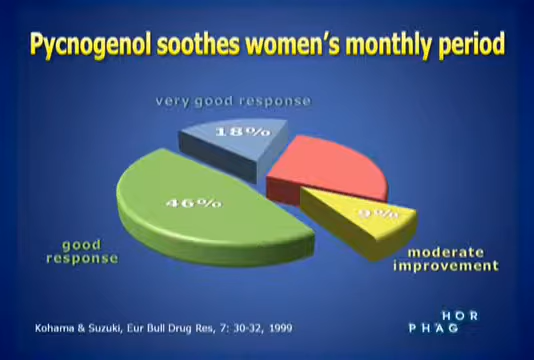 Pycnogenol soothes women's monthly period
very good response
18%
46%
9%
good
response
moderate
improvement
Kohama & Suzuki, Eur Bull Drug Res, 7: 30-32, 1999
HOR
PHAG